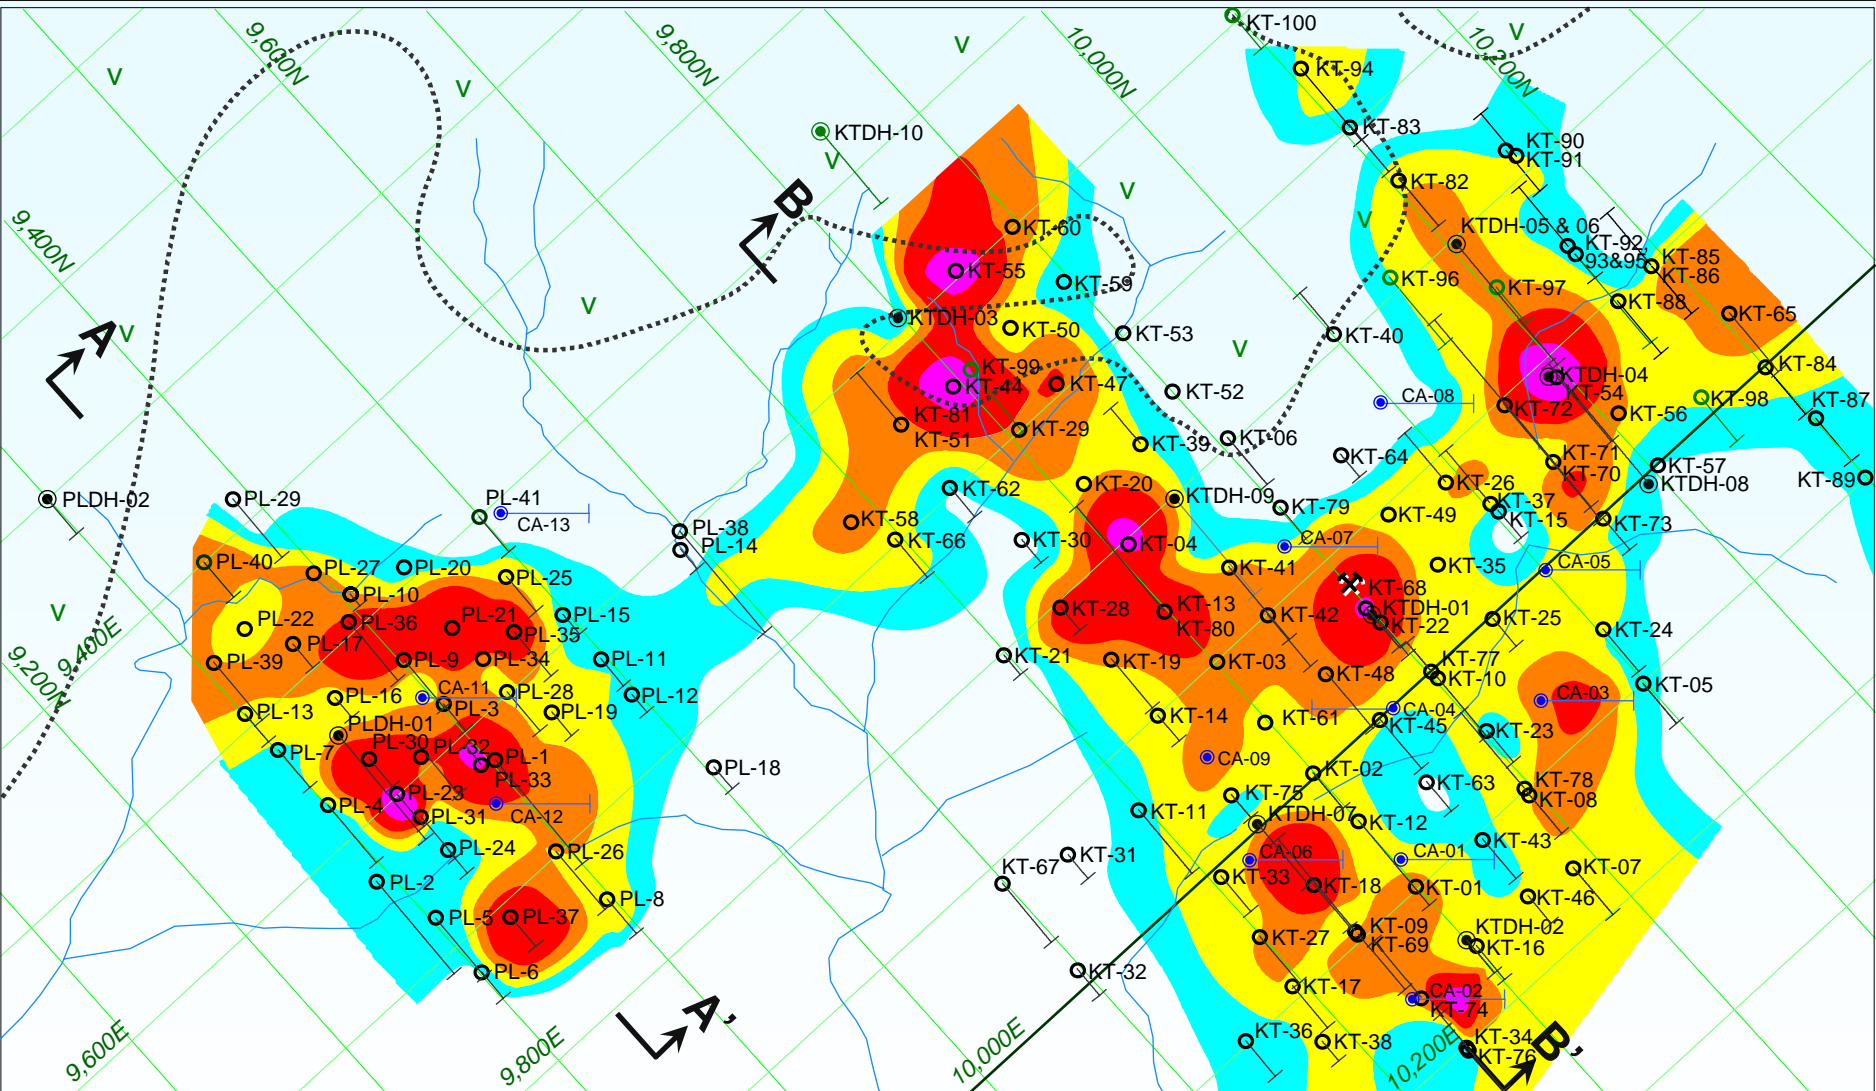 KT-100
9,600N
9,800N
10,000N
10,200N
V
V
V
V
KT-94
KTDH-10
KT-83
KT-90
KT-91
V
V
KT-82
B
9,400N
KT-60
V
KTDH-05 & 06
KT-92,
93&95
KT-85
KT-86
KT-55
KT-59
KT-96
KT-97
KT-88
KT-65
A
V
V
KTDH-03
KT-50
KT-53
KT-40
V
KT-84
KT-99
KT-44
KT-47
KT-52
KTDH-04
KT-54
CA-08
KT-72
KT-56
KT-98
KT-87
KT-81
KT-51
KT-29
KT-39
KT-06
KT-64
KT-71
KT-70
KT-57
KTDH-08
KT-89
PLDH-02
PL-29
PL-41
CA-13
KT-62
KT-20
KTDH-09
KT-79
KT-26
KT-37
KT-15
KT-49
KT-73
PL-38
PL-14
KT-58
KT-66
KT-30
KT-04
CA-07
PL-40
PL-27
PL-20
PL-25
KT-41
KT-35
CA-05
KT-68
PL-10
V
PL-22
PL-36
PL-21
PL-35
PL-15
KT-28
KT-13
KT-80
KT-42
KTDH-01
KT-22
KT-25
KT-24
9,400E
9,200N
PL-17
PL-39
PL-9
PL-34
PL-11
KT-21
KT-19
KT-03
KT-48
KT-77
KT-10
KT-05
CA-11
PL-16
PL-28
PL-12
CA-03
PL-13
PL-3
PL-19
KT-14
KT-61
CA-04
KT-45
KT-23
PLDH-01
PL-30
PL-32
PL-7
PL-1
PL-33
PL-18
CA-09
KT-02
KT-63
KT-78
KT-08
PL-23
PL-4
PL-31
CA-12
KT-11
KT-75
KTDH-07
KT-12
PL-24
PL-26
KT-43
KT-31
KT-67
CA-06
CA-01
KT-07
PL-2
KT-33
KT-18
KT-01
KT-46
PL-8
PL-5
PL-37
KT-27
KT-09
KT-69
KTDH-02
KT-16
PL-6
KT-32
KT-17
CA-02
KT-74
A,
9,600E
9,800E
10,000E
KT-36
KT-38
10,200E
KT-34
KT-76
B,